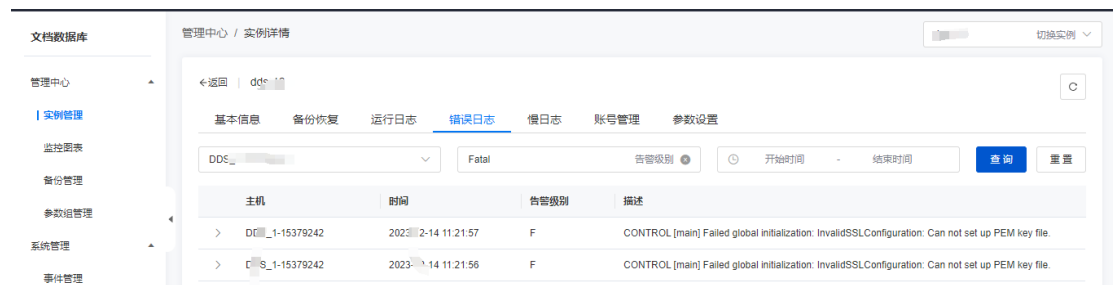 文档数据库
管理中心 / 实例详情
切换实例
管理中心
实例管理
监控图表
备份管理
参数组管理
系统管理
事件管理
←返回
基本信息 备份恢复 运行日志 错误日志 慢日志 账号管理 参数设置
DDS_ Fatal 告警级别 开始时间 - 结束时间 查询 重置
主机 时间 告警级别 描述
_1-15379242 11:21:57 F CONTROL [main] Failed global initialization: InvalidSSLConfiguration: Can not set up PEM key file.
_1-15379242 11:21:56 F CONTROL [main] Failed global initialization: InvalidSSLConfiguration: Can not set up PEM key file.